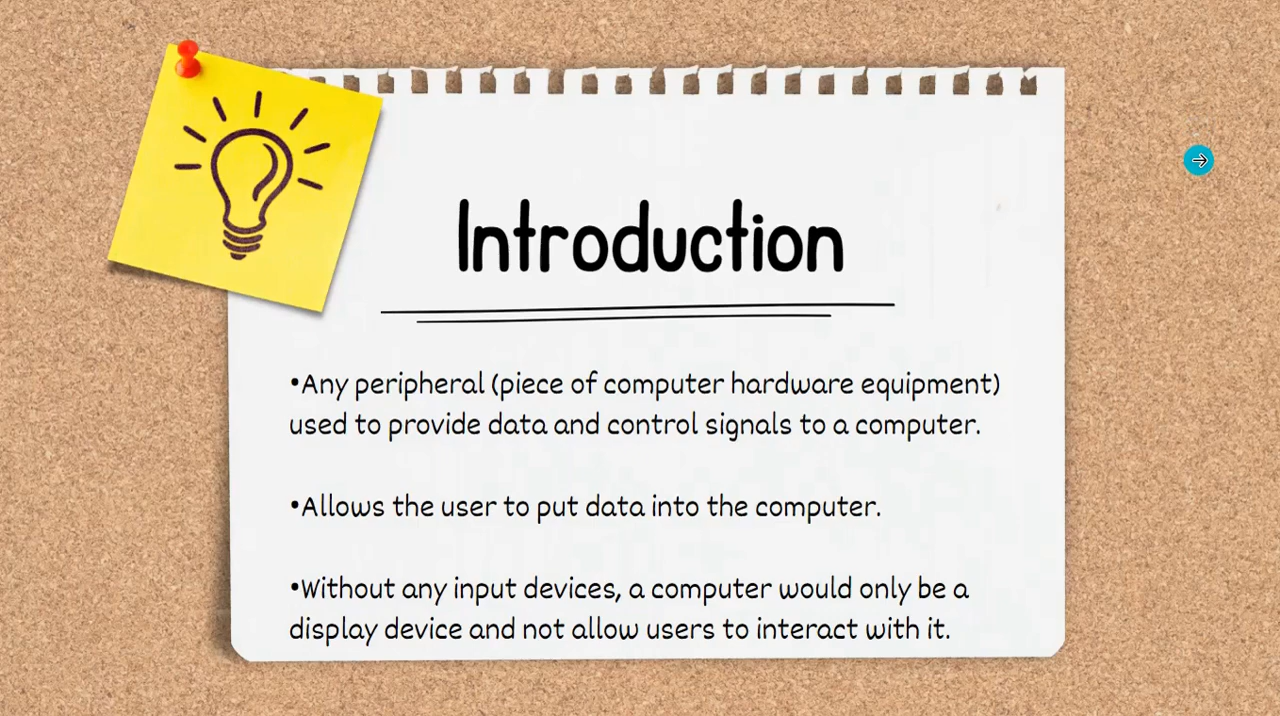 Introduction
•Any peripheral (piece of computer hardware equipment)
used to provide data and control signals to a computer.
•Allows the user to put data into the computer.
•Without any input devices, a computer would only be a
display device and not allow users to interact with it.